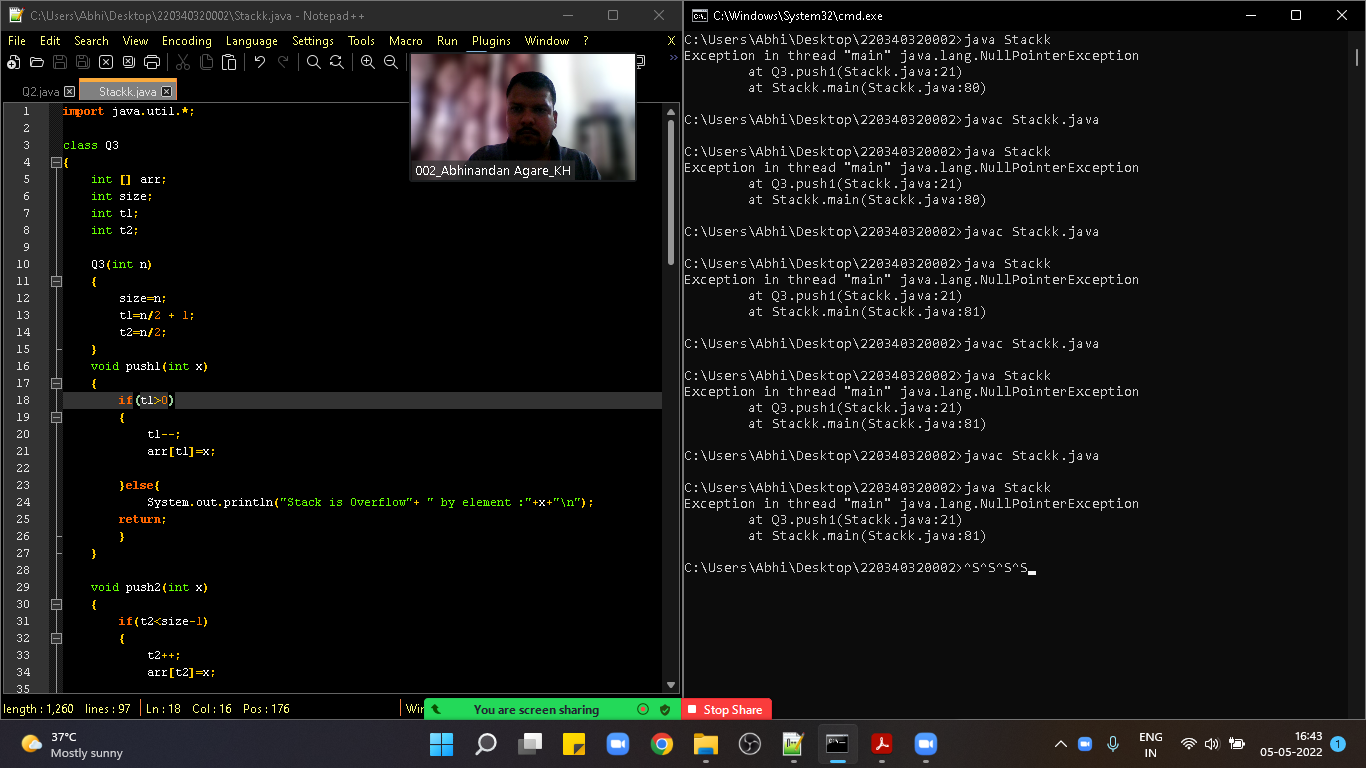 C:\Users\Abhi\Desktop\220340320002\Stackk.java - Notepad++
File Edit Search View Encoding Language Settings Tools Macro Run Plugins Window ? X
Q2.java Stackk.java
1 import java.util.*;
2
3 class Q3
4 {
5 int [] arr;
6 int size;
7 int t1;
8 int t2;
9
10 Q3(int n)
11 {
12 size=n;
13 t1=n/2 + 1;
14 t2=n/2;
15 }
16 void push1(int x)
17 {
18 if(t1>0)
19 {
20 t1--;
21 arr[t1]=x;
22
23 }else{
24 System.out.println("Stack is Overflow"+ " by element :"+x+"\n");
25 return;
26 }
27 }
28
29 void push2(int x)
30 {
31 if(t2<size-1)
32 {
33 t2++;
34 arr[t2]=x;
35
length : 1,260 lines : 97 Ln : 18 Col : 16 Pos : 176 Win
002_Abhinandan Agare_KH
C:\Windows\System32\cmd.exe
C:\Users\Abhi\Desktop\220340320002>java Stackk
Exception in thread "main" java.lang.NullPointerException
at Q3.push1(Stackk.java:21)
at Stackk.main(Stackk.java:80)
C:\Users\Abhi\Desktop\220340320002>javac Stackk.java
C:\Users\Abhi\Desktop\220340320002>java Stackk
Exception in thread "main" java.lang.NullPointerException
at Q3.push1(Stackk.java:21)
at Stackk.main(Stackk.java:80)
C:\Users\Abhi\Desktop\220340320002>javac Stackk.java
C:\Users\Abhi\Desktop\220340320002>java Stackk
Exception in thread "main" java.lang.NullPointerException
at Q3.push1(Stackk.java:21)
at Stackk.main(Stackk.java:81)
C:\Users\Abhi\Desktop\220340320002>javac Stackk.java
C:\Users\Abhi\Desktop\220340320002>java Stackk
Exception in thread "main" java.lang.NullPointerException
at Q3.push1(Stackk.java:21)
at Stackk.main(Stackk.java:81)
C:\Users\Abhi\Desktop\220340320002>javac Stackk.java
C:\Users\Abhi\Desktop\220340320002>java Stackk
Exception in thread "main" java.lang.NullPointerException
at Q3.push1(Stackk.java:21)
at Stackk.main(Stackk.java:81)
C:\Users\Abhi\Desktop\220340320002>^S^S^S^S
You are screen sharing Stop Share
37°C
Mostly sunny
ENG
IN
16:43
05-05-2022
1